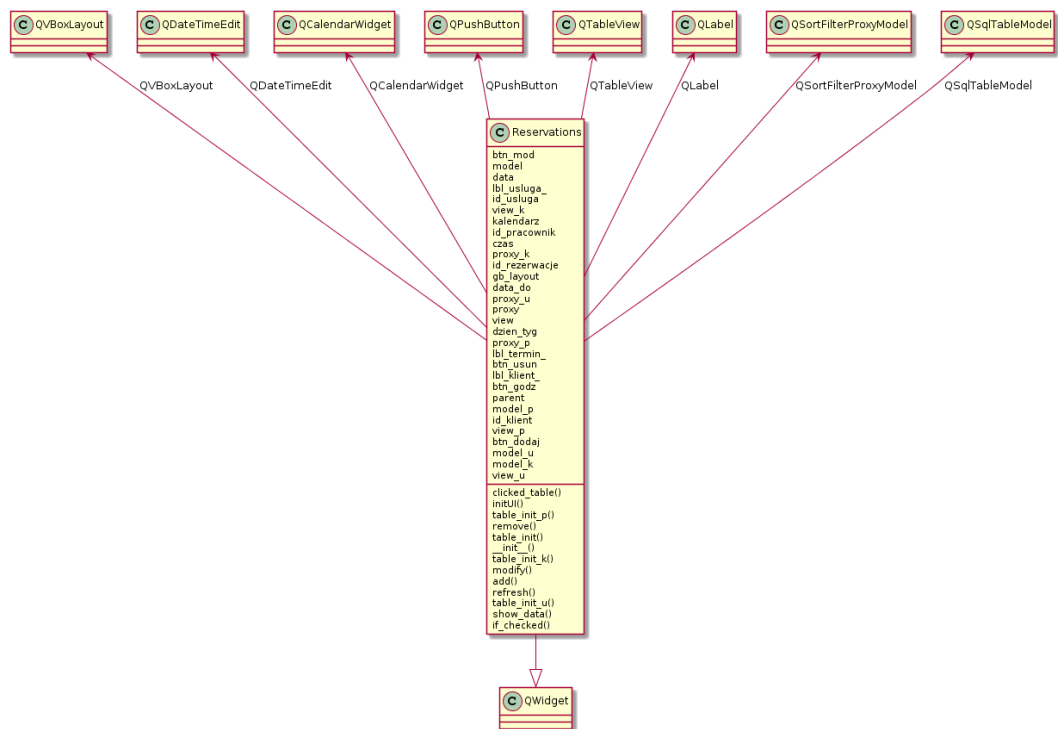 C QVBoxLayout
C QDateTimeEdit
C QCalendarWidget
C QPushButton
C QTableView
C QLabel
C QSortFilterProxyModel
C QSqlTableModel
QVBoxLayout
QDateTimeEdit
QCalendarWidget
QPushButton
QTableView
QLabel
QSortFilterProxyModel
QSqlTableModel
C Reservations
btn_mod
model
data
lbl_usluga_
id_usluga
view_k
kalendarz
id_pracownik
czas
proxy_k
id_rezerwacje
gb_layout
data_do
proxy_u
proxy
view
dzien_tyg
proxy_p
lbl_termin_
btn_usun
lbl_klient_
btn_godz
parent
model_p
id_klient
view_p
btn_dodaj
model_u
model_k
view_u
clicked_table()
initUI()
table_init_p()
remove()
table_init()
__init__()
table_init_k()
modify()
add()
refresh()
table_init_u()
show_data()
if_checked()
C QWidget